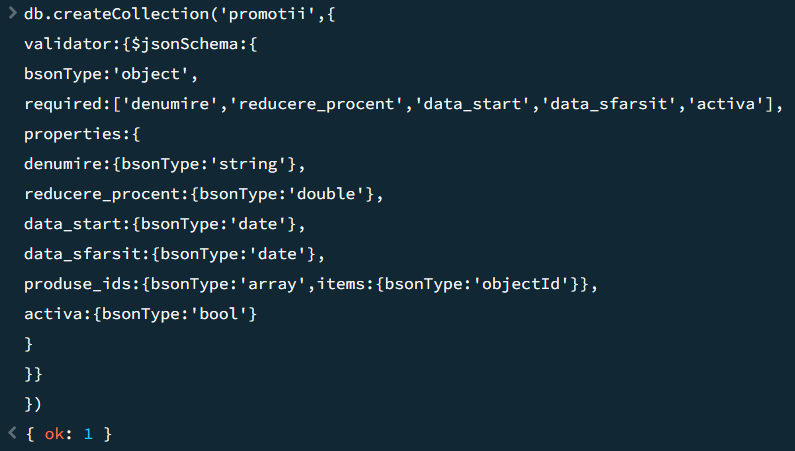 > db.createCollection('promotii',{
validator:{$jsonSchema:{
bsonType:'object',
required:['denumire','reducere_procent','data_start','data_sfarsit','activa'],
properties:{
denumire:{bsonType:'string'},
reducere_procent:{bsonType:'double'},
data_start:{bsonType:'date'},
data_sfarsit:{bsonType:'date'},
produse_ids:{bsonType:'array',items:{bsonType:'objectId'}},
activa:{bsonType:'bool'}
}
}}
})
< { ok: 1 }